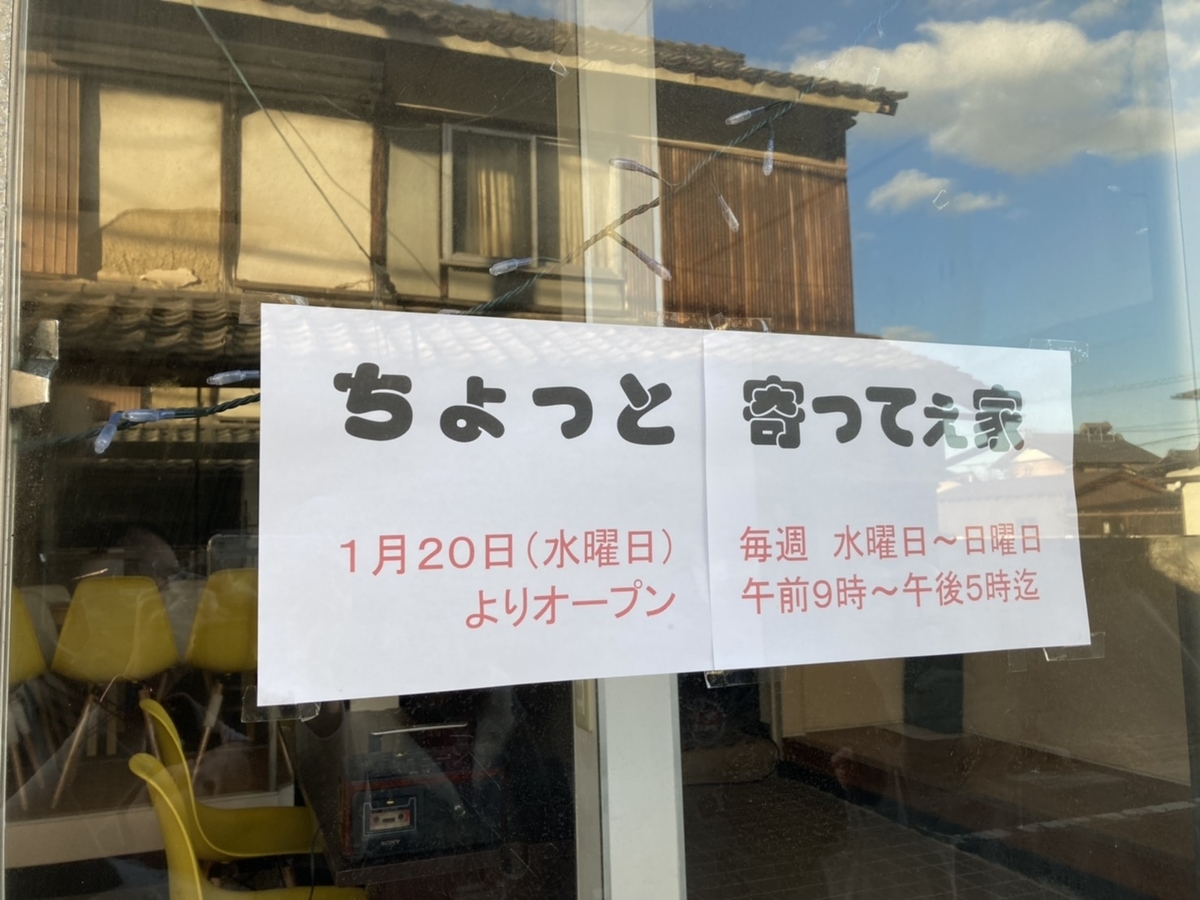 ちょっと 寄ってぇ家
1月20日(水曜日)
よりオープン
毎週 水曜日～日曜日
午前9時～午後5時迄
SONY